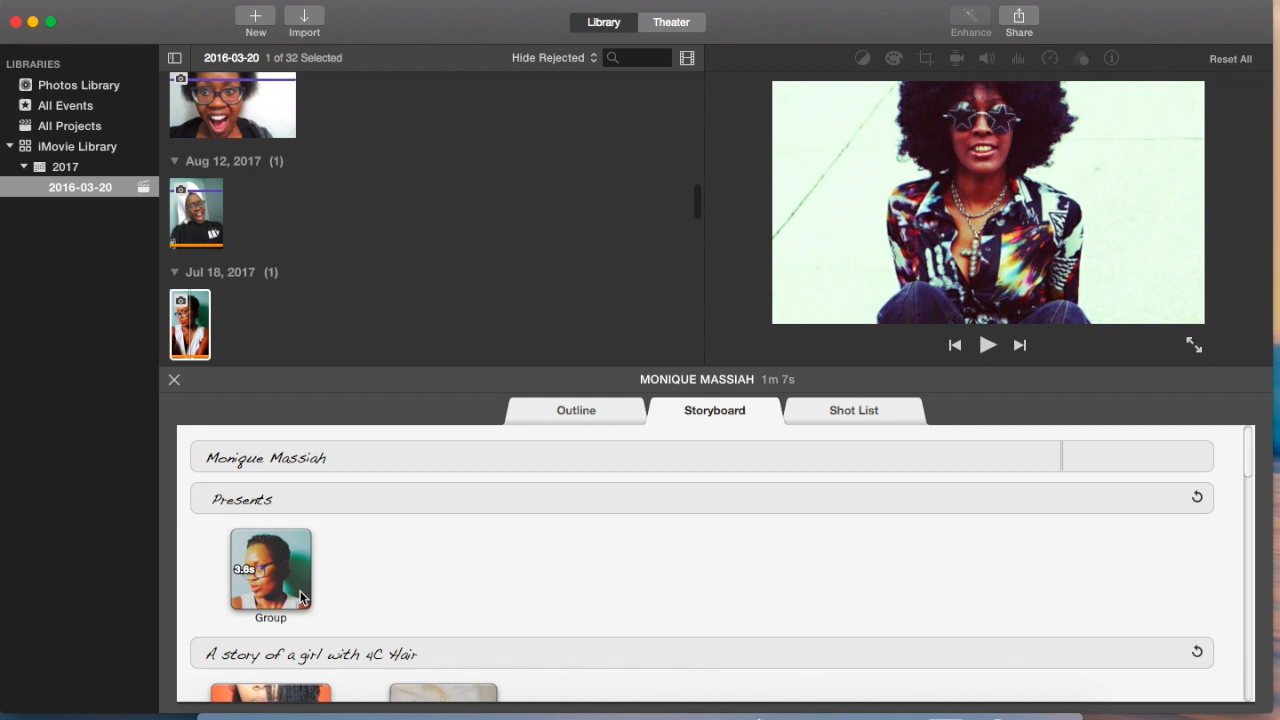 Library
Theater
New
Import
Enhance
Share
LIBRARIES
Photos Library
All Events
All Projects
iMovie Library
2017
2016-03-20
2016-03-20 1 of 32 Selected
Hide Rejected
Reset All
Aug 12, 2017 (1)
Jul 18, 2017 (1)
MONIQUE MASSIAH 1m 7s
Outline
Storyboard
Shot List
Monique Massiah
Presents
3.6s
Group
A story of a girl with 4C Hair